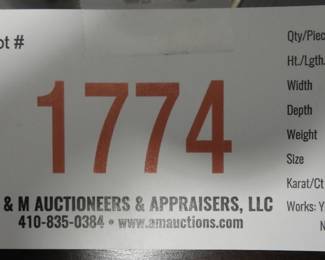 ot #
1774
& M AUCTIONEERS & APPRAISERS, LLC
410-835-0384 • www.amauctions.com
Qty/Piec
Ht./Lgth.
Width
Depth
Weight
Size
Karat/Ct
Works: Y
N